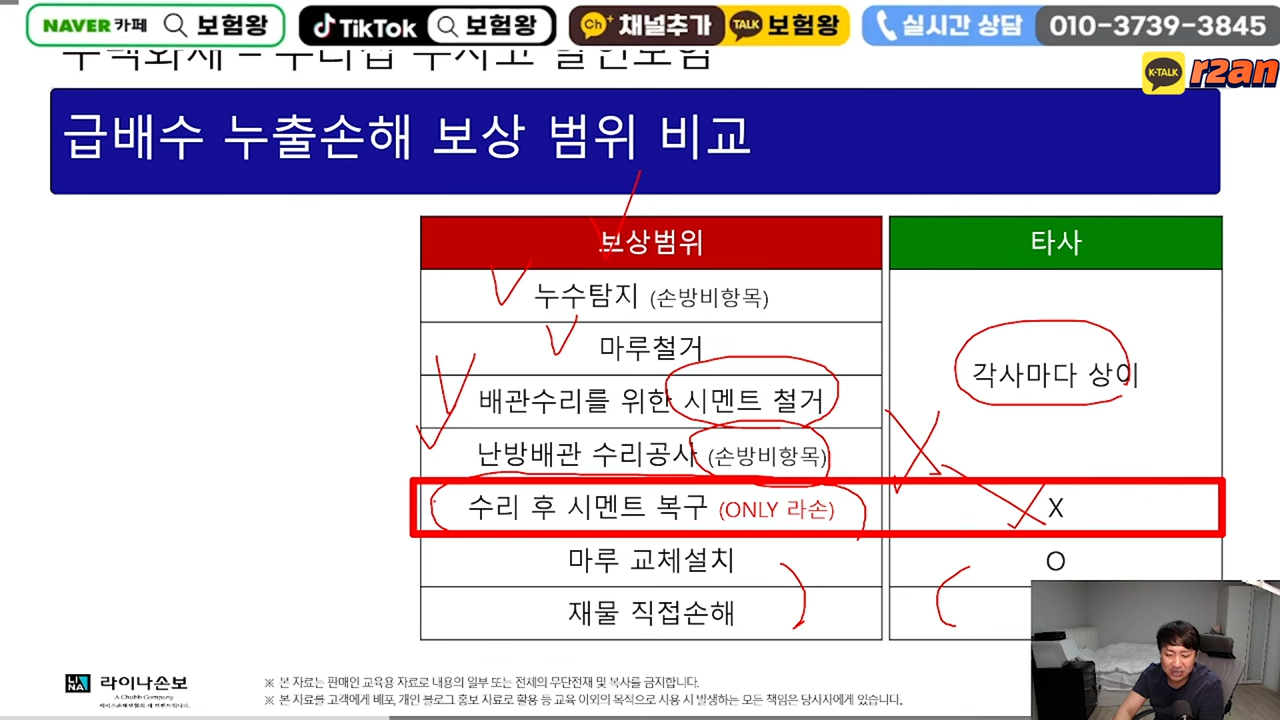 NAVER 카페 보험왕 TikTok 보험왕 Ch+ 채널추가 TALK 보험왕 실시간 상담 010-3739-3845
K-TALK r2an
급배수 누출손해 보상 범위 비교
보상범위 타사
누수탐지 (손방비항목)
마루철거
각사마다 상이
배관수리를 위한 시멘트 철거
난방배관 수리공사 (손방비항목)
수리 후 시멘트 복구 (ONLY 라손) X
마루 교체설치 O
재물 직접손해
LINA 라이나손보
A Chubb Company
※ 본 자료는 판매인 교육용 자료로 내용의 일부 또는 전체의 무단전재 및 복사를 금지합니다.
※ 본 자료를 고객에게 배포, 개인 블로그 홍보 자료로 활용 등 교육 이외의 목적으로 사용 시 발생하는 모든 책임은 당사자에게 있습니다.